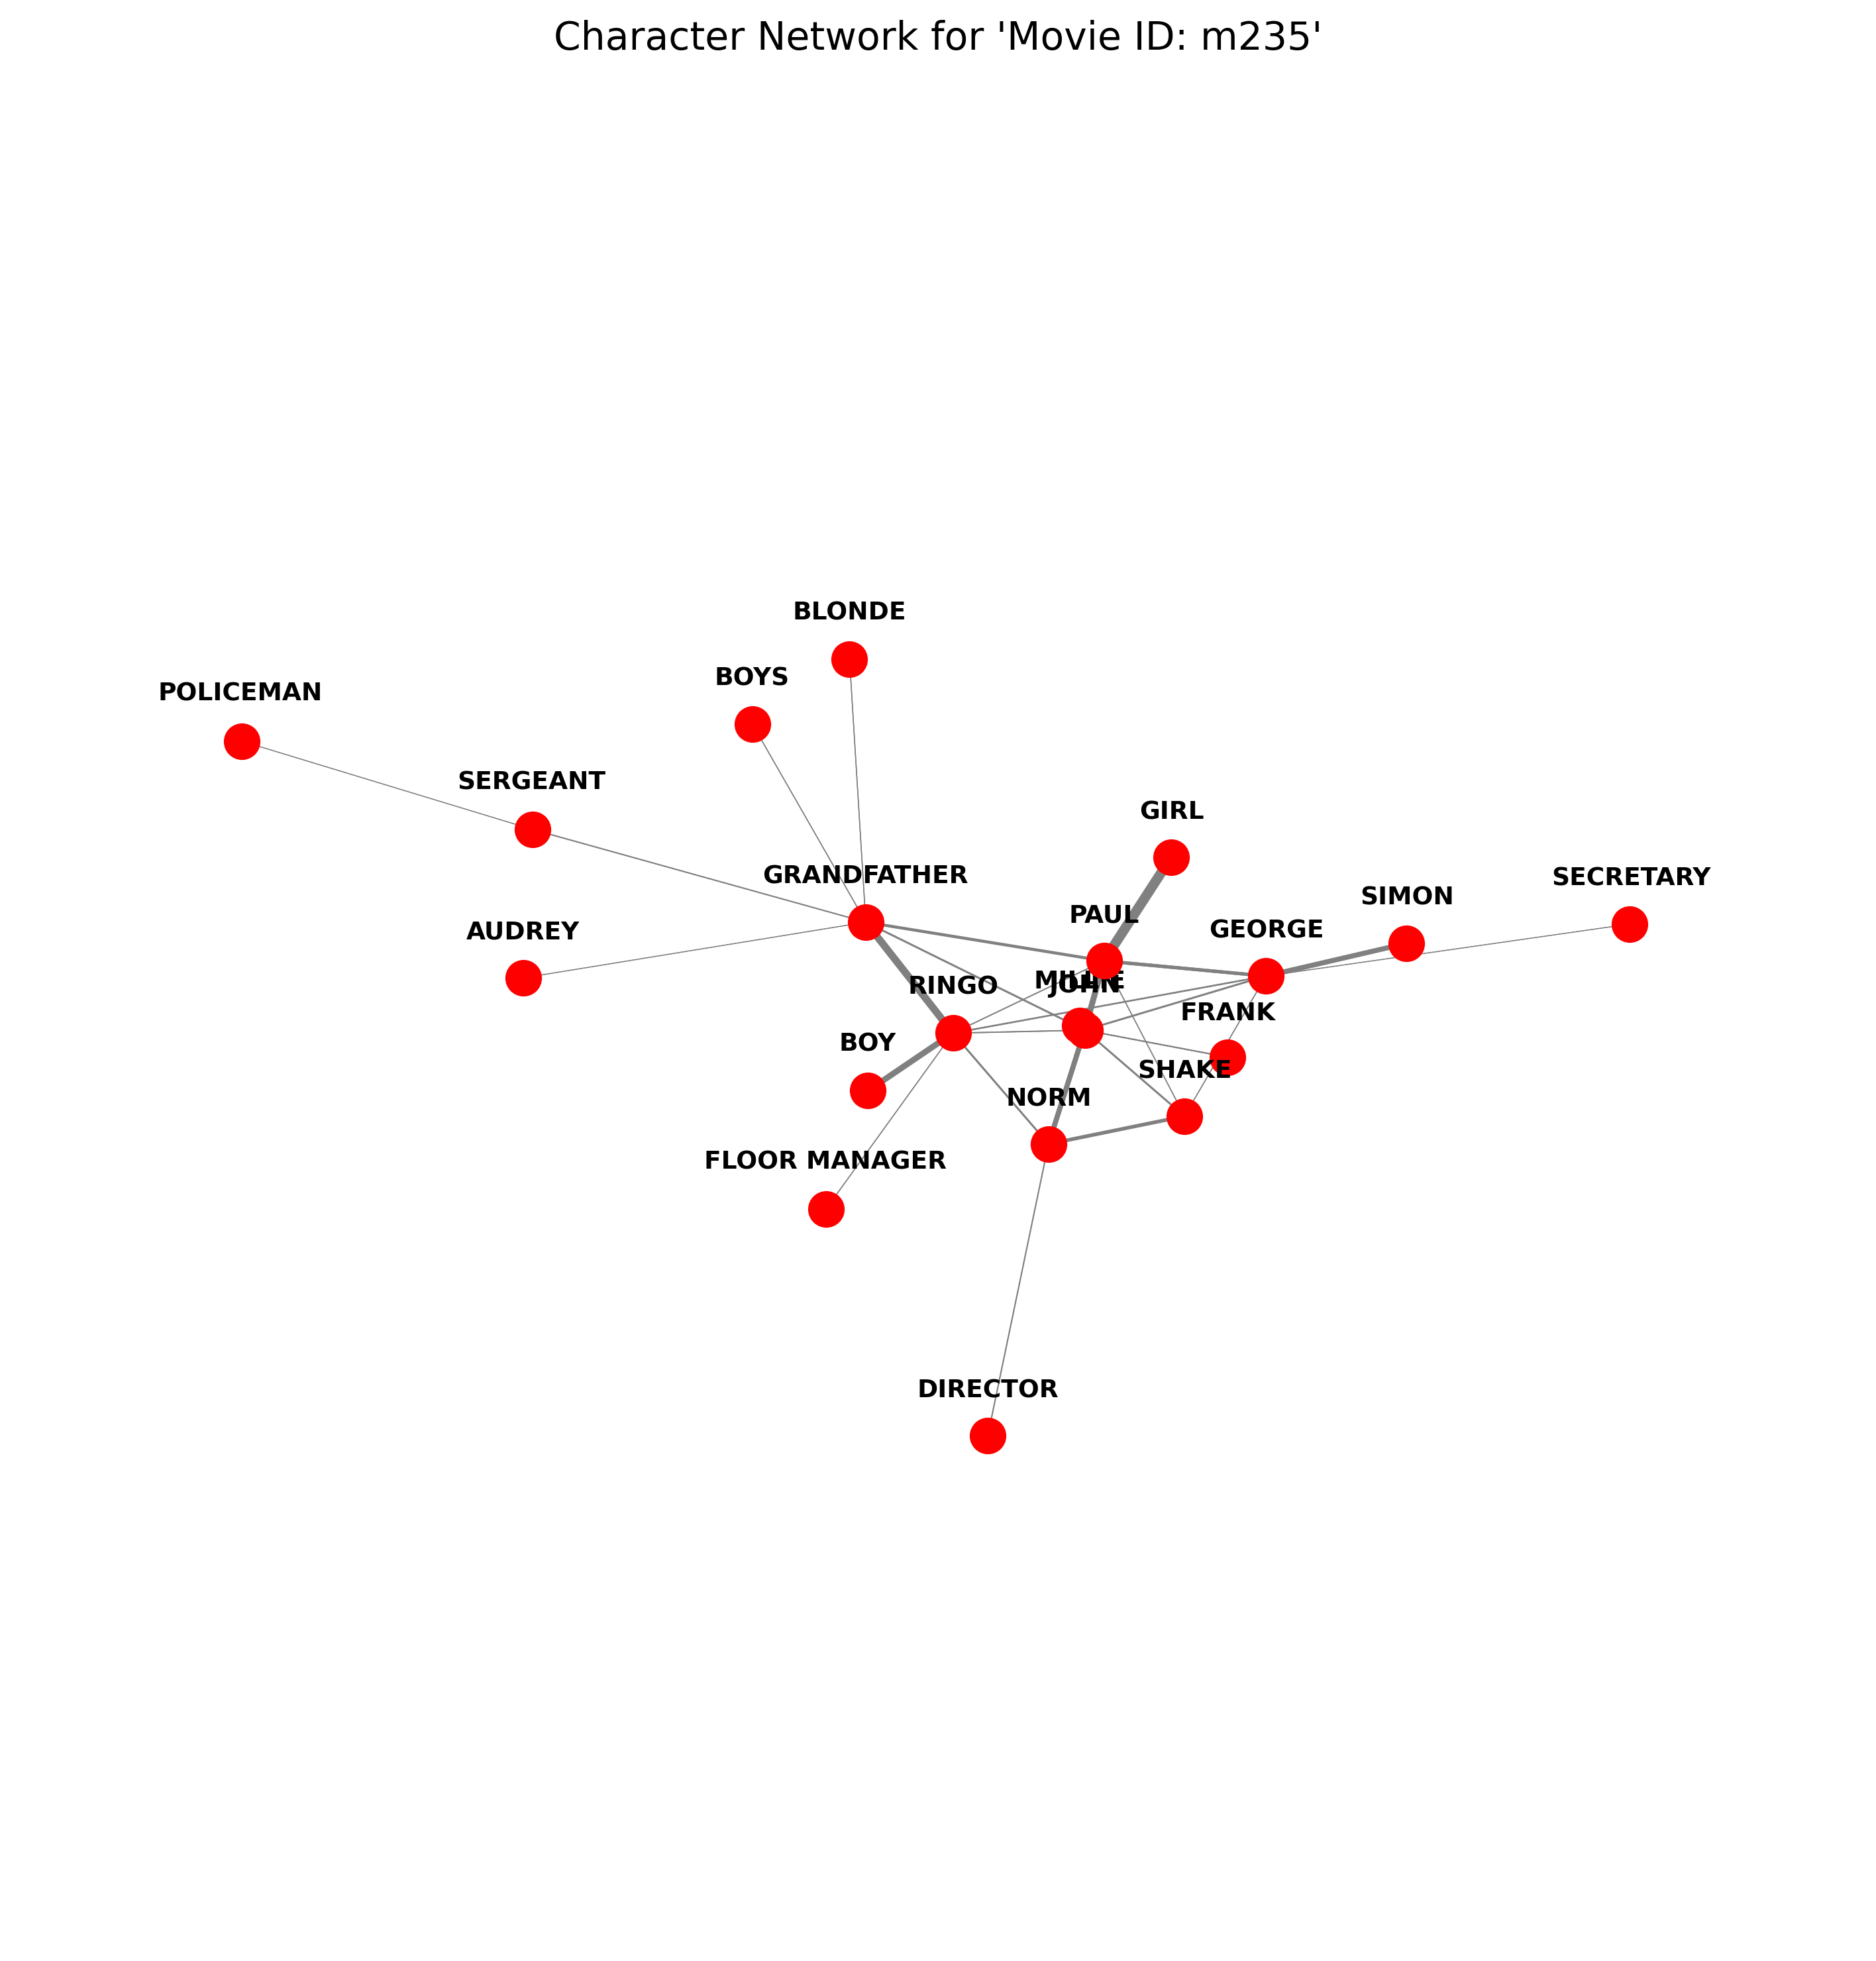 Character Network for 'Movie ID: m235'
BLONDE
BOYS
POLICEMAN
SERGEANT
GIRL
GRANDFATHER
SECRETARY
SIMON
PAUL
GEORGE
AUDREY
JOHN
RINGO
FRANK
BOY
SHAKE
NORM
FLOOR MANAGER
DIRECTOR